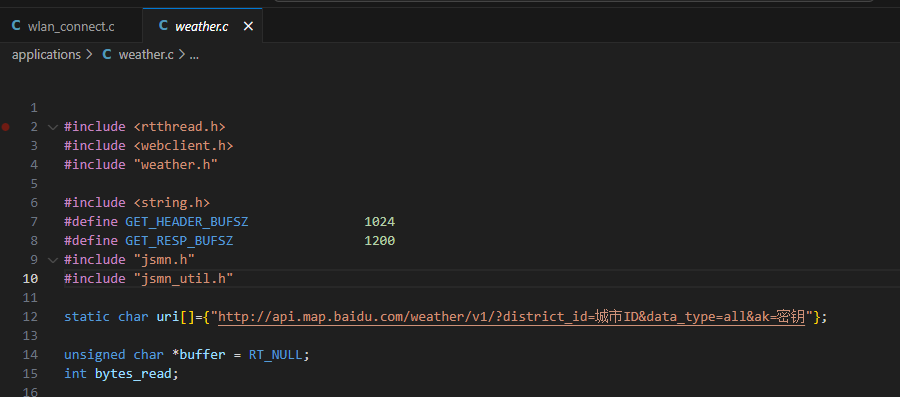 wlan_connect.c weather.c
applications > weather.c > ...
1
2 #include <rtthread.h>
3 #include <webclient.h>
4 #include "weather.h"
5
6 #include <string.h>
7 #define GET_HEADER_BUFSZ 1024
8 #define GET_RESP_BUFSZ 1200
9 #include "jsmn.h"
10 #include "jsmn_util.h"
11
12 static char uri[]={"http://api.map.baidu.com/weather/v1/?district_id=城市ID&data_type=all&ak=密钥"};
13
14 unsigned char *buffer = RT_NULL;
15 int bytes_read;
16